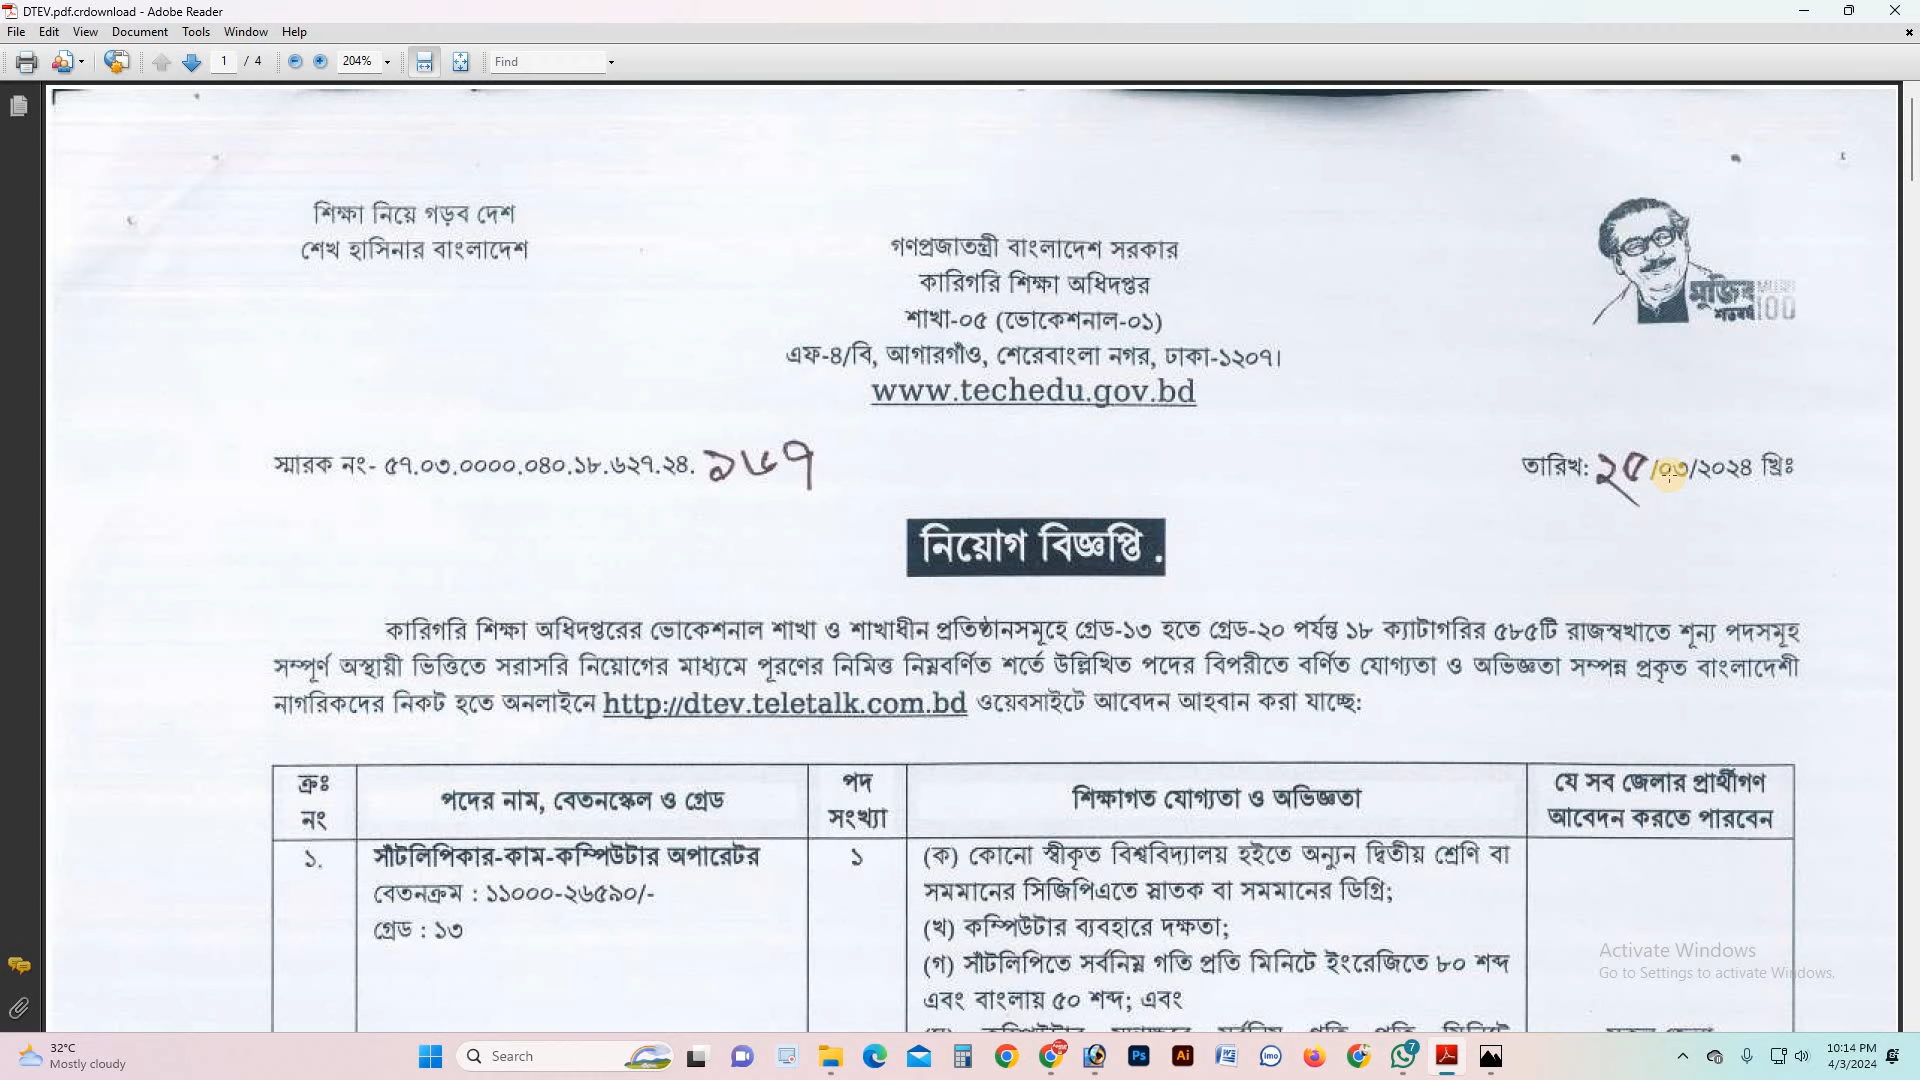 DTEV.pdf.crdownload - Adobe Reader
File Edit View Document Tools Window Help
1 / 4 204% Find
শিক্ষা নিয়ে গড়ব দেশ
শেখ হাসিনার বাংলাদেশ
গণপ্রজাতন্ত্রী বাংলাদেশ সরকার
কারিগরি শিক্ষা অধিদপ্তর
শাখা-০৫ (ভোকেশনাল-০১)
এফ-৪/বি, আগারগাঁও, শেরেবাংলা নগর, ঢাকা-১২০৭।
www.techedu.gov.bd
মুজিব
শতবর্ষ 100
স্মারক নং- ৫৭.০৩.০০০০.০৪০.১৮.৬২৭.২৪. ১৬৭
তারিখ: ২৫/০৩/২০২৪ খ্রিঃ
নিয়োগ বিজ্ঞপ্তি .
কারিগরি শিক্ষা অধিদপ্তরের ভোকেশনাল শাখা ও শাখাধীন প্রতিষ্ঠানসমূহে গ্রেড-১৩ হতে গ্রেড-২০ পর্যন্ত ১৮ ক্যাটাগরির ৫৮৫টি রাজস্বখাতে শূন্য পদসমূহ
সম্পূর্ণ অস্থায়ী ভিত্তিতে সরাসরি নিয়োগের মাধ্যমে পূরণের নিমিত্ত নিম্নবর্ণিত শর্তে উল্লিখিত পদের বিপরীতে বর্ণিত যোগ্যতা ও অভিজ্ঞতা সম্পন্ন প্রকৃত বাংলাদেশী
নাগরিকদের নিকট হতে অনলাইনে http://dtev.teletalk.com.bd ওয়েবসাইটে আবেদন আহবান করা যাচ্ছে:
ক্রঃ
নং
পদের নাম, বেতনস্কেল ও গ্রেড
পদ
সংখ্যা
শিক্ষাগত যোগ্যতা ও অভিজ্ঞতা
যে সব জেলার প্রার্থীগণ
আবেদন করতে পারবেন
১.
সাঁটলিপিকার-কাম-কম্পিউটার অপারেটর
বেতনক্রম : ১১০০০-২৬৫৯০/-
গ্রেড : ১৩
১
(ক) কোনো স্বীকৃত বিশ্ববিদ্যালয় হইতে অন্যুন দ্বিতীয় শ্রেণি বা
সমমানের সিজিপিএতে স্নাতক বা সমমানের ডিগ্রি;
(খ) কম্পিউটার ব্যবহারে দক্ষতা;
(গ) সাঁটলিপিতে সর্বনিম্ন গতি প্রতি মিনিটে ইংরেজিতে ৮০ শব্দ
এবং বাংলায় ৫০ শব্দ; এবং
Activate Windows
Go to Settings to activate Windows.
32°C
Mostly cloudy
Search
Ps
Ai
imo
7
10:14 PM
4/3/2024